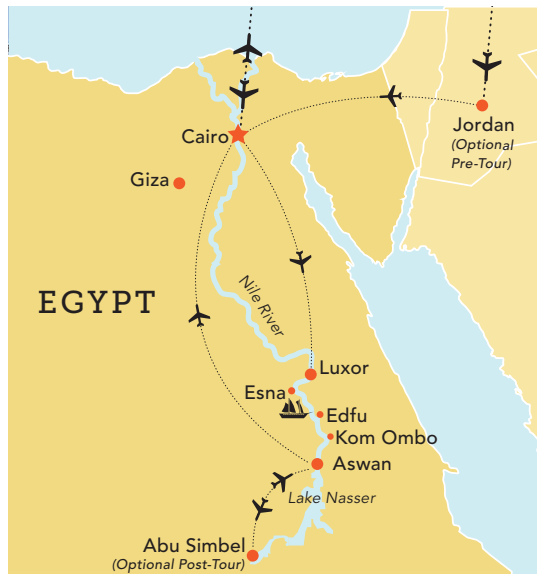 Cairo
Jordan
(Optional
Pre-Tour)
Giza
EGYPT
Nile River
Luxor
Esna
Edfu
Kom Ombo
Aswan
Lake Nasser
Abu Simbel
(Optional Post-Tour)